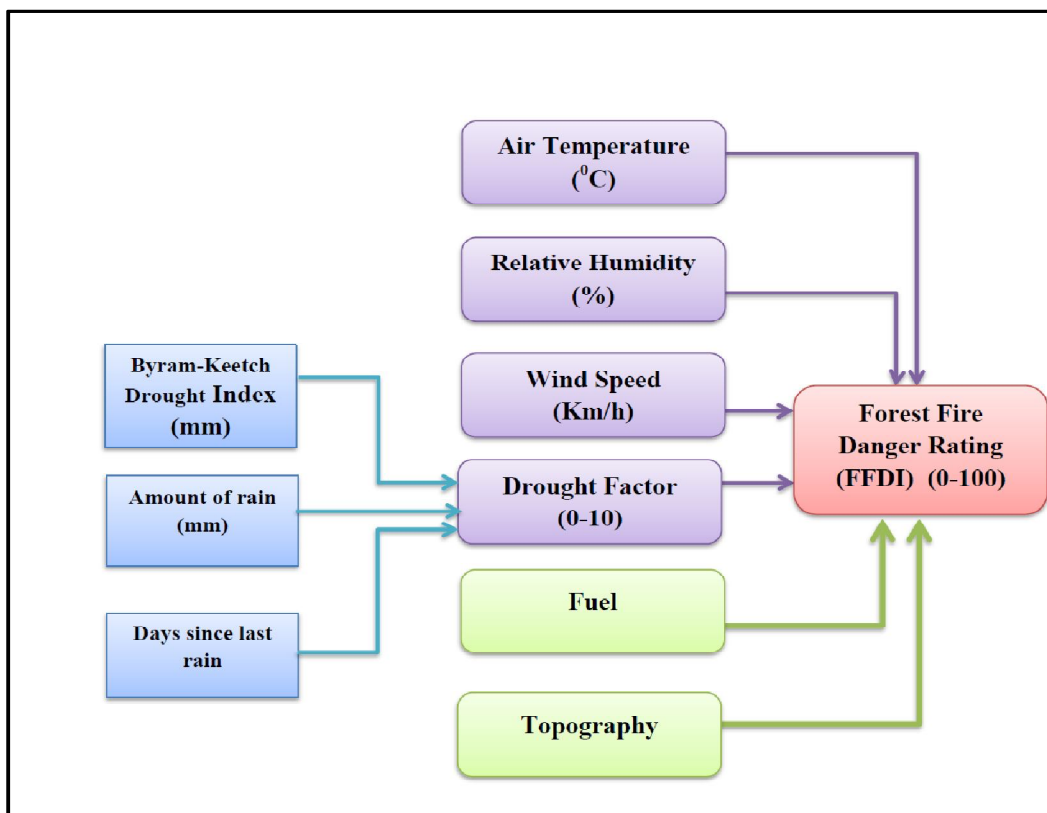 Air Temperature
(⁰C)
Relative Humidity
(%)
Byram-Keetch
Drought Index
(mm)
Wind Speed
(Km/h)
Forest Fire
Danger Rating
(FFDI) (0-100)
Amount of rain
(mm)
Drought Factor
(0-10)
Fuel
Days since last
rain
Topography